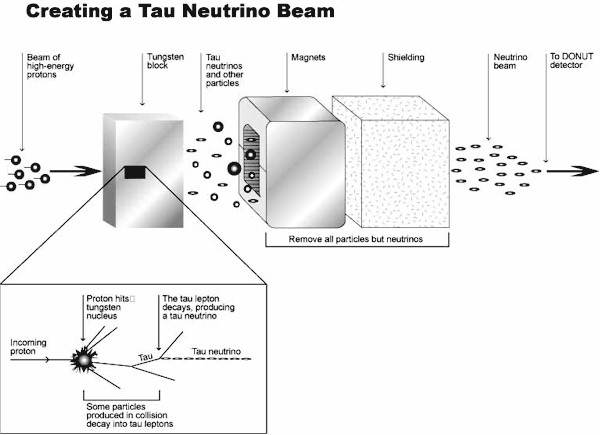 Creating a Tau Neutrino Beam
Beam of
high-energy
protons
Tungsten
block
Tau
neutrinos
and other
particles
Magnets
Shielding
Neutrino
beam
To DONUT
detector
Remove all particles but neutrinos
Proton hits
tungsten
nucleus
The tau lepton
decays, producing
a tau neutrino
Incoming
proton
Tau
Tau neutrino
Some particles
produced in collision
decay into tau leptons